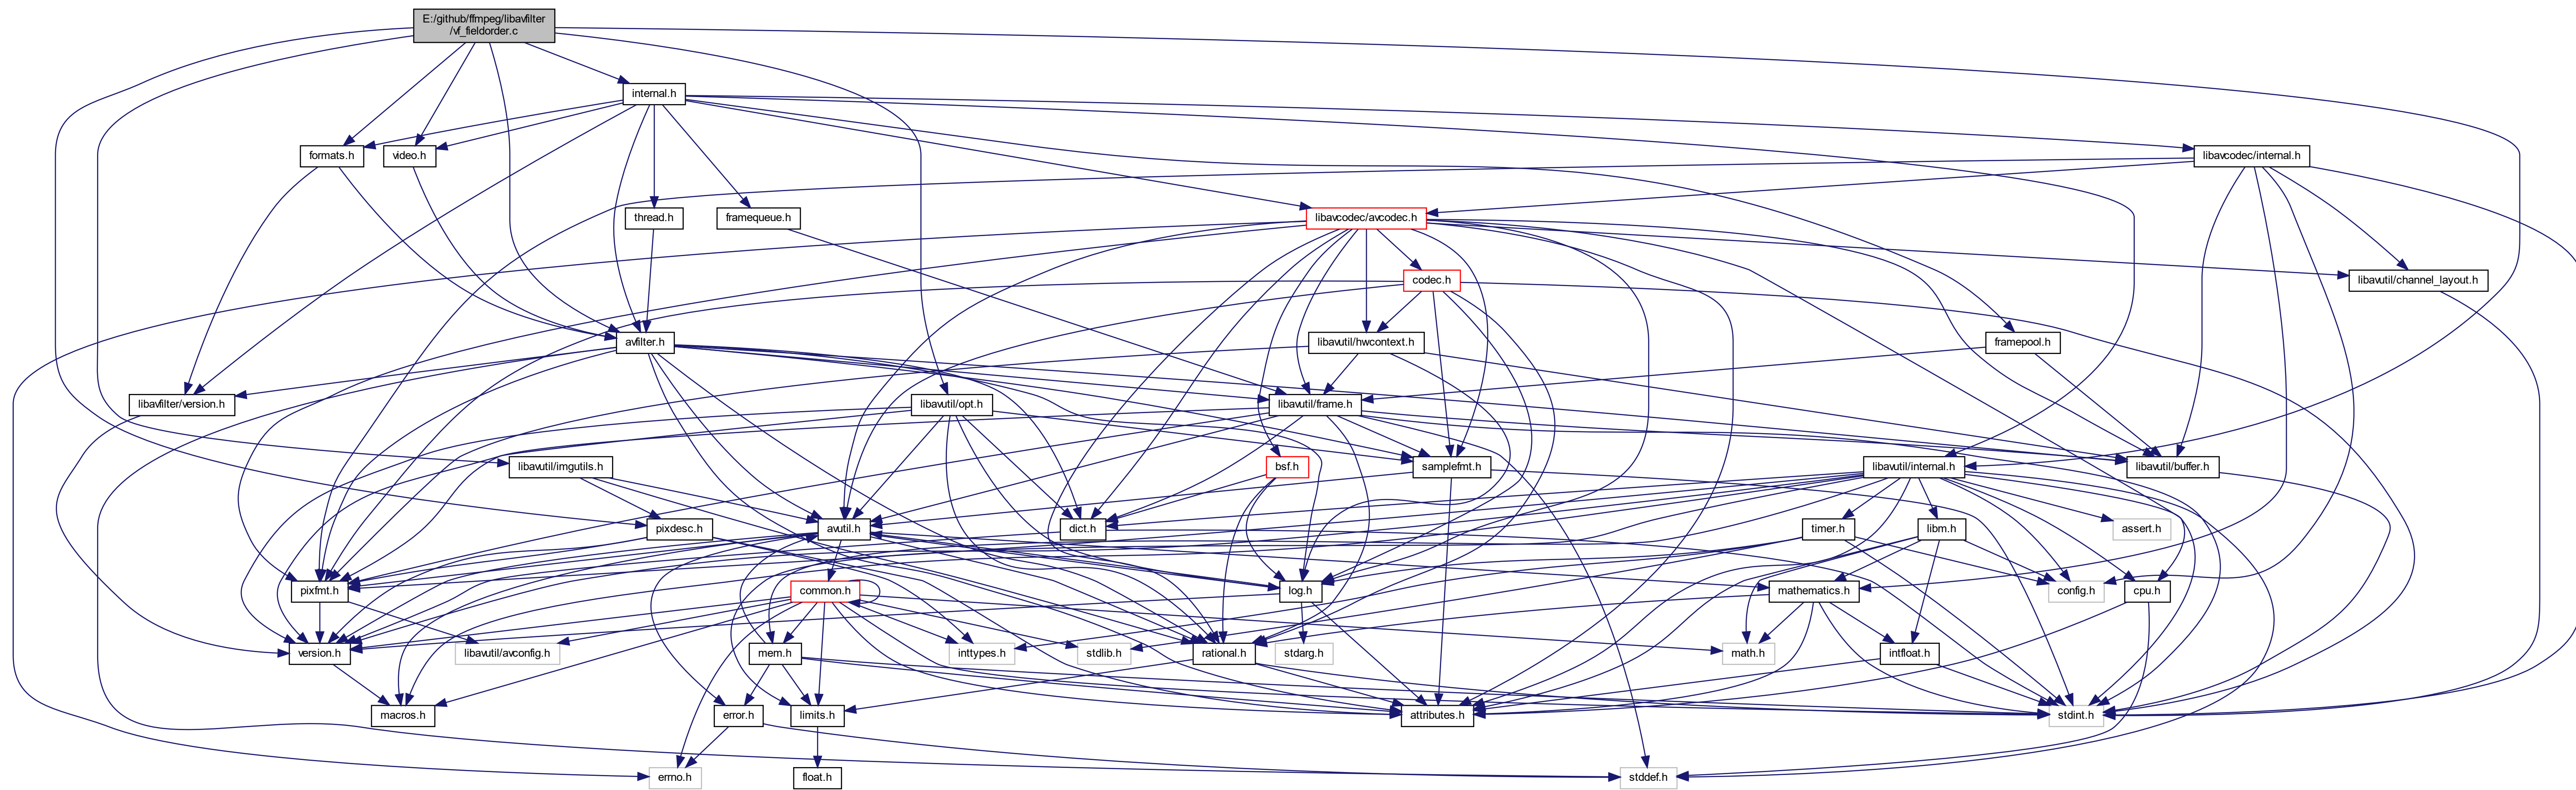 E:/github/ffmpeg/libavfilter
/vf_fieldorder.c
internal.h
formats.h
video.h
libavcodec/internal.h
thread.h
framequeue.h
libavcodec/avcodec.h
codec.h
libavutil/channel_layout.h
avfilter.h
libavutil/hwcontext.h
framepool.h
libavfilter/version.h
libavutil/opt.h
libavutil/frame.h
libavutil/imgutils.h
bsf.h
samplefmt.h
libavutil/internal.h
libavutil/buffer.h
pixdesc.h
avutil.h
dict.h
timer.h
libm.h
assert.h
pixfmt.h
common.h
log.h
mathematics.h
config.h
cpu.h
version.h
libavutil/avconfig.h
mem.h
inttypes.h
stdlib.h
rational.h
stdarg.h
math.h
intfloat.h
macros.h
error.h
limits.h
attributes.h
stdint.h
errno.h
float.h
stddef.h